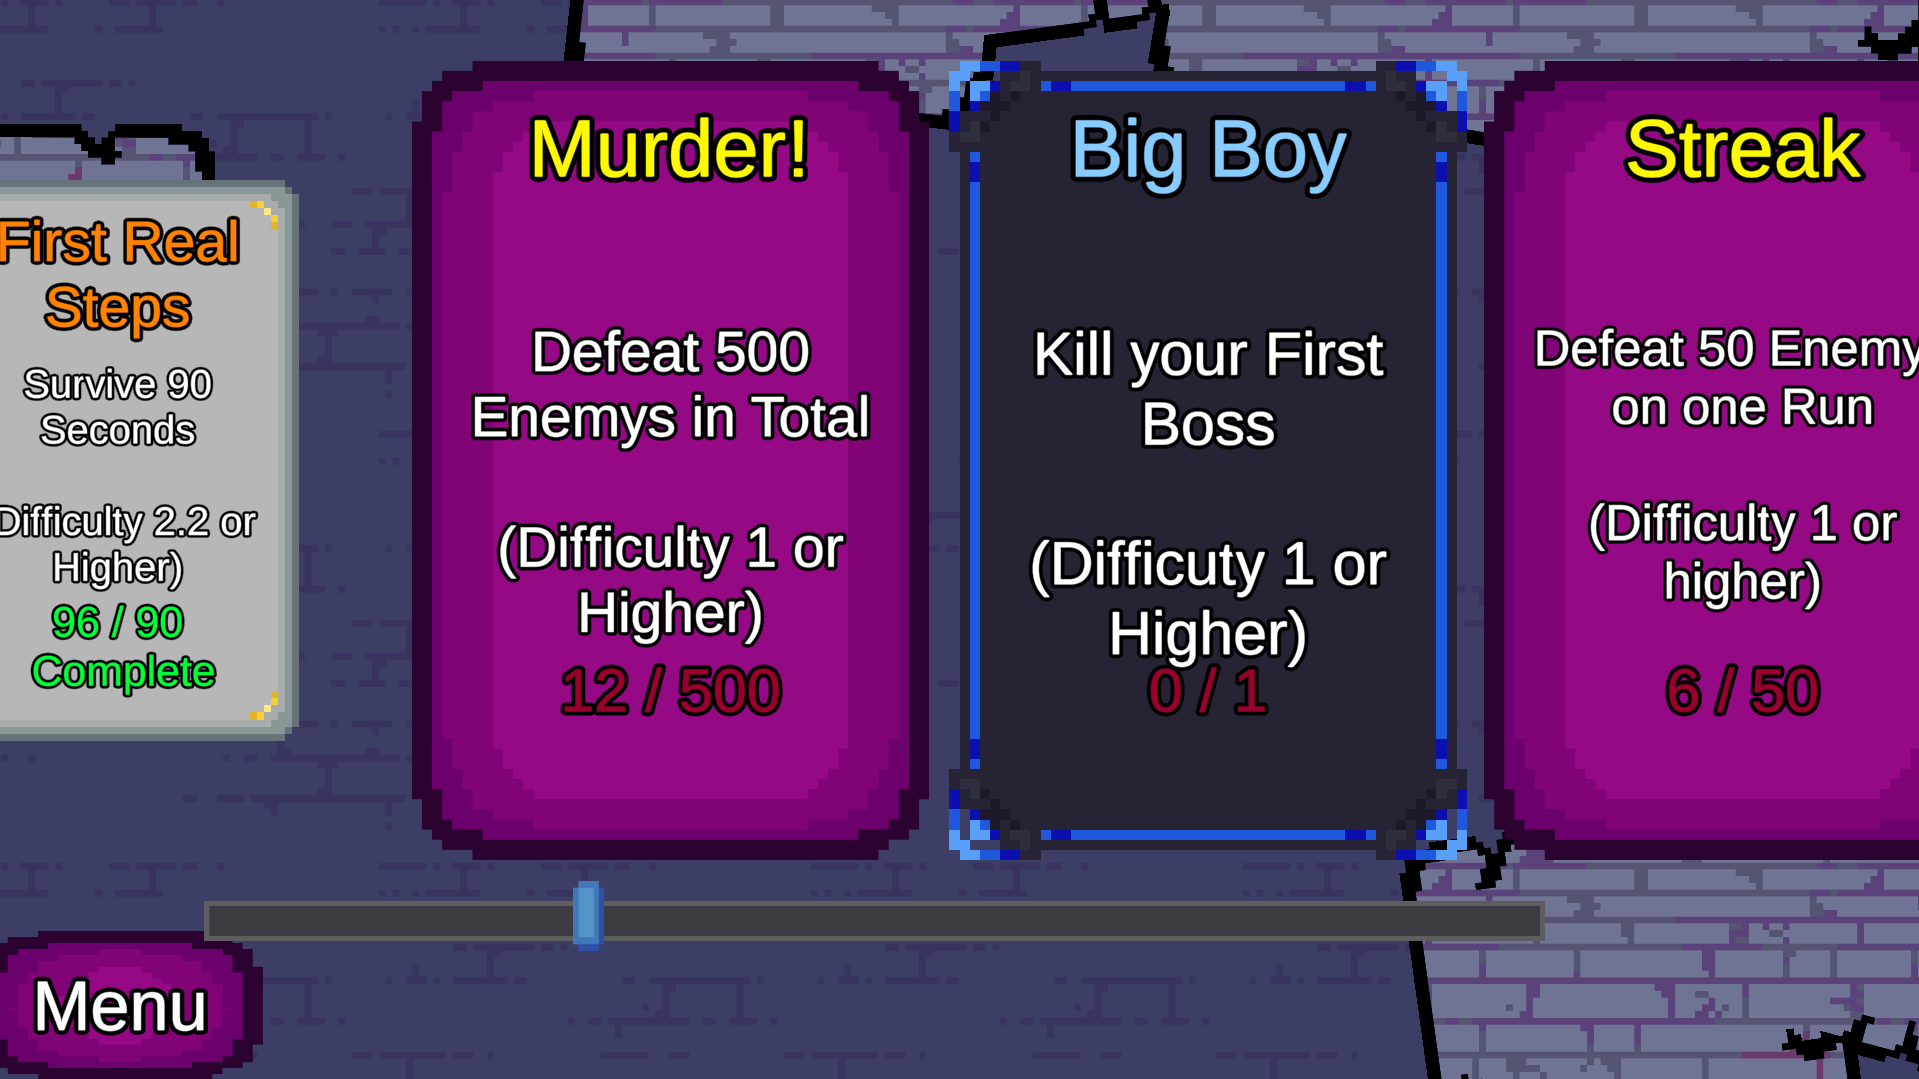 First Real
Steps
Survive 90
Seconds
Difficulty 2.2 or
Higher)
96 / 90
Complete
Murder!
Defeat 500
Enemys in Total
(Difficulty 1 or
Higher)
12 / 500
Big Boy
Kill your First
Boss
(Difficuty 1 or
Higher)
0 / 1
Streak
Defeat 50 Enemy
on one Run
(Difficulty 1 or
higher)
6 / 50
Menu